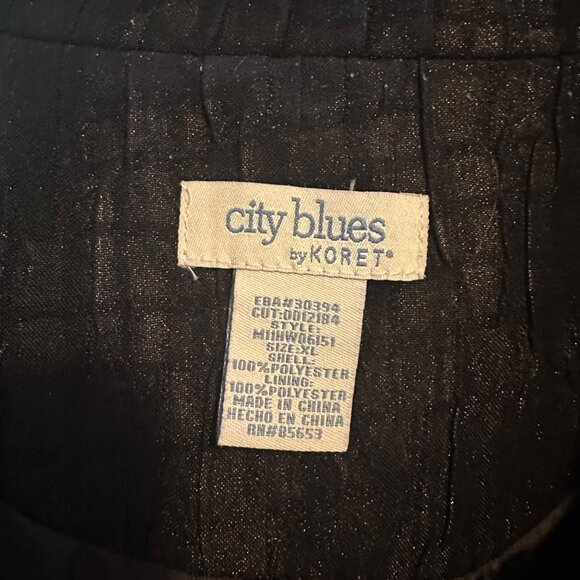 city blues
by KORET®
EBA#30394
CUT:0012184
STYLE:
M11HW06151
SIZE:XL
SHELL:
100%POLYESTER
LINING:
100%POLYESTER
MADE IN CHINA
HECHO EN CHINA
RN#85653